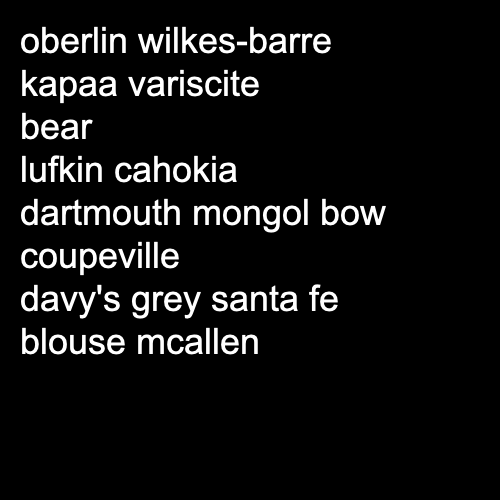 oberlin wilkes-barre
kapaa variscite
bear
lufkin cahokia
dartmouth mongol bow
coupeville
davy's grey santa fe
blouse mcallen